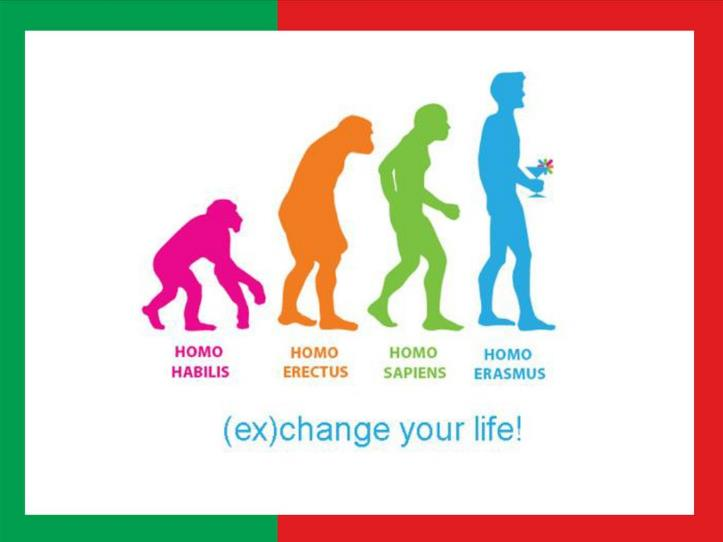 HOMO
HABILIS
HOMO
ERECTUS
HOMO
SAPIENS
HOMO
ERASMUS
(ex)change your life!